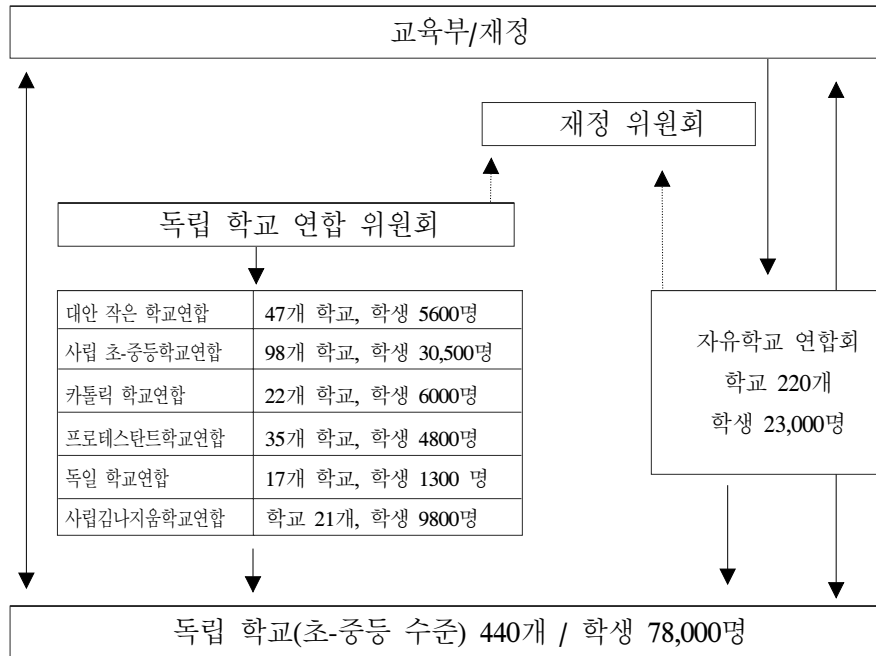 교육부/재정
재정 위원회
독립 학교 연합 위원회
대안 작은 학교연합 47개 학교, 학생 5600명
사립 초-중등학교연합 98개 학교, 학생 30,500명
카톨릭 학교연합 22개 학교, 학생 6000명
프로테스탄트학교연합 35개 학교, 학생 4800명
독일 학교연합 17개 학교, 학생 1300 명
사립김나지움학교연합 학교 21개, 학생 9800명
자유학교 연합회
학교 220개
학생 23,000명
독립 학교(초-중등 수준) 440개 / 학생 78,000명